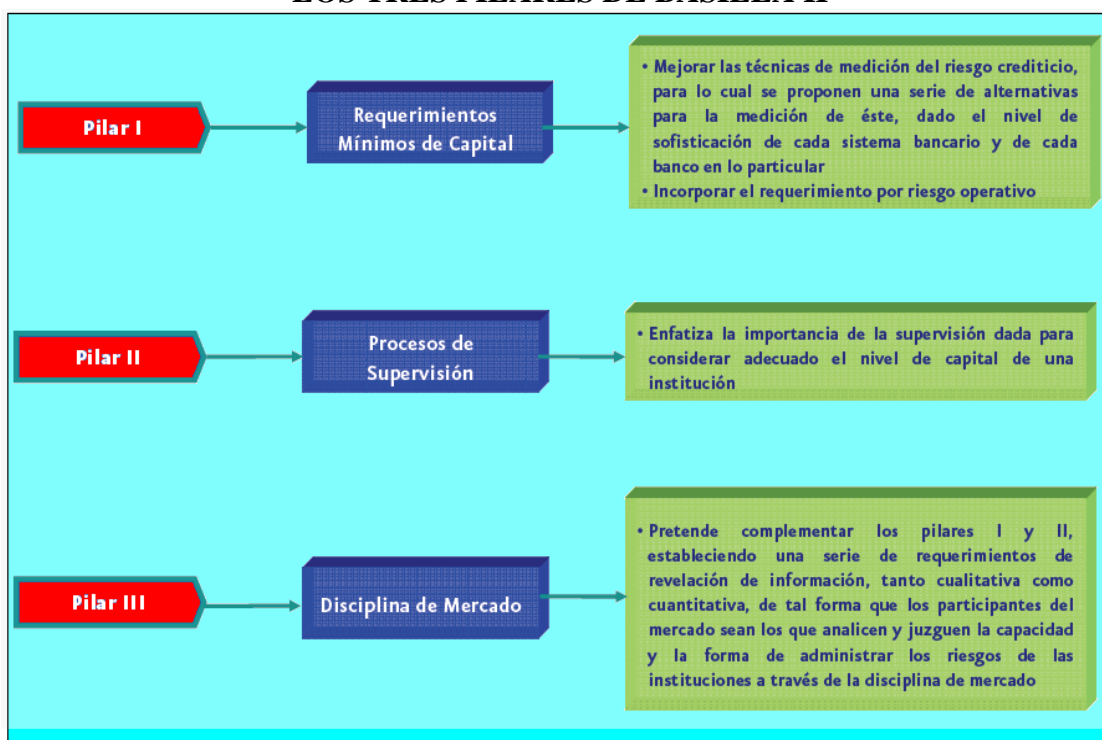 LOS TRES PILARES DE BASILEA II
Pilar I
Requerimientos
Mínimos de Capital
• Mejorar las técnicas de medición del riesgo crediticio,
para lo cual se proponen una serie de alternativas
para la medición de éste, dado el nivel de
sofisticación de cada sistema bancario y de cada
banco en lo particular
• Incorporar el requerimiento por riesgo operativo
Pilar II
Procesos de
Supervisión
• Enfatiza la importancia de la supervisión dada para
considerar adecuado el nivel de capital de una
institución
Pilar III
Disciplina de Mercado
• Pretende complementar los pilares I y II,
estableciendo una serie de requerimientos de
revelación de información, tanto cualitativa como
cuantitativa, de tal forma que los participantes del
mercado sean los que analicen y juzguen la capacidad
y la forma de administrar los riesgos de las
instituciones a través de la disciplina de mercado